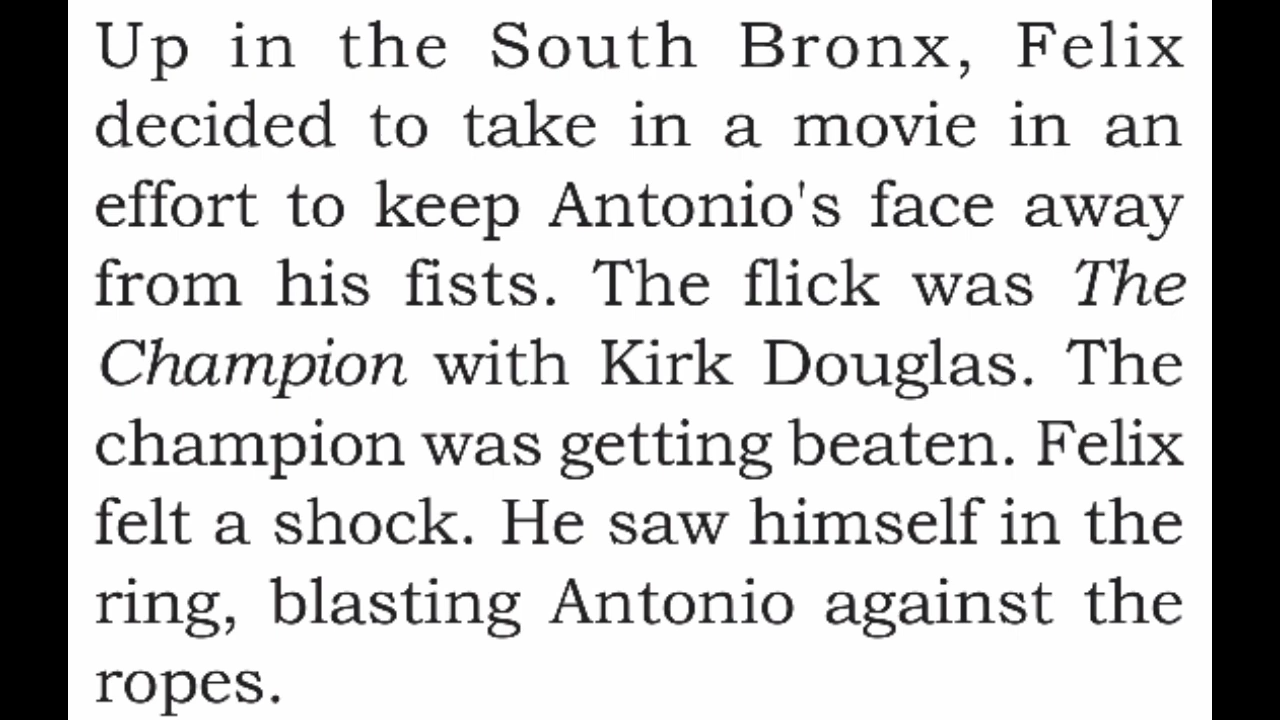 Up in the South Bronx, Felix
decided to take in a movie in an
effort to keep Antonio's face away
from his fists. The flick was The
Champion with Kirk Douglas. The
champion was getting beaten. Felix
felt a shock. He saw himself in the
ring, blasting Antonio against the
ropes.